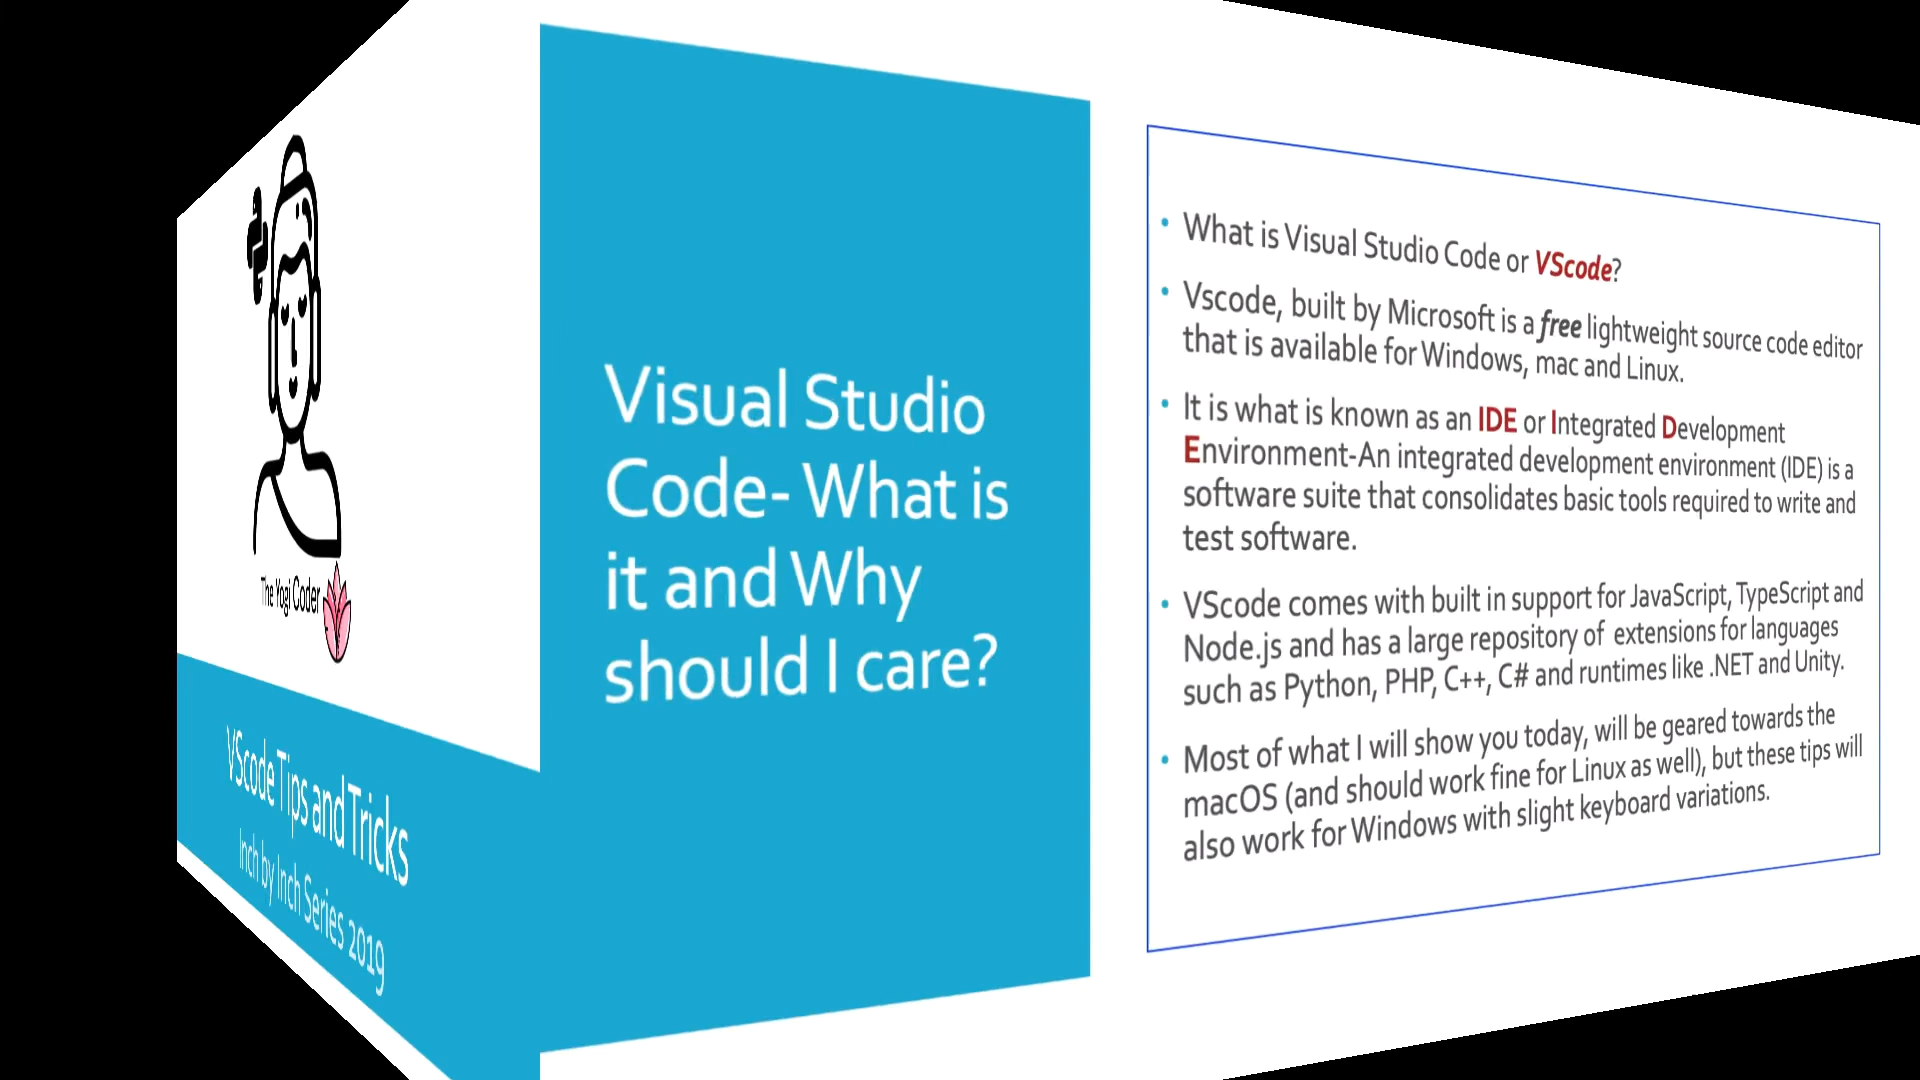 The Yogi Coder
VScode Tips and Tricks
Inch by Inch Series 2019
Visual Studio
Code- What is
it and Why
should I care?
• What is Visual Studio Code or VScode?
• Vscode, built by Microsoft is a free lightweight source code editor
that is available for Windows, mac and Linux.
• It is what is known as an IDE or Integrated Development
Environment-An integrated development environment (IDE) is a
software suite that consolidates basic tools required to write and
test software.
• VScode comes with built in support for JavaScript, TypeScript and
Node.js and has a large repository of extensions for languages
such as Python, PHP, C++, C# and runtimes like .NET and Unity.
• Most of what I will show you today, will be geared towards the
macOS (and should work fine for Linux as well), but these tips will
also work for Windows with slight keyboard variations.